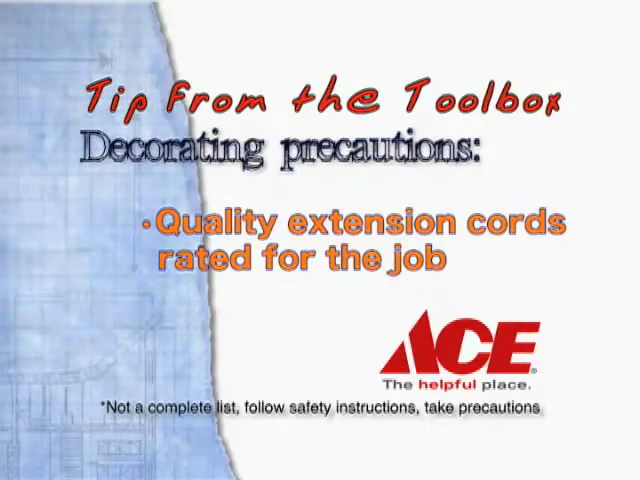 Tip from the Toolbox
Decorating precautions:
•Quality extension cords
rated for the job
ACE®
The helpful place.
*Not a complete list, follow safety instructions, take precautions